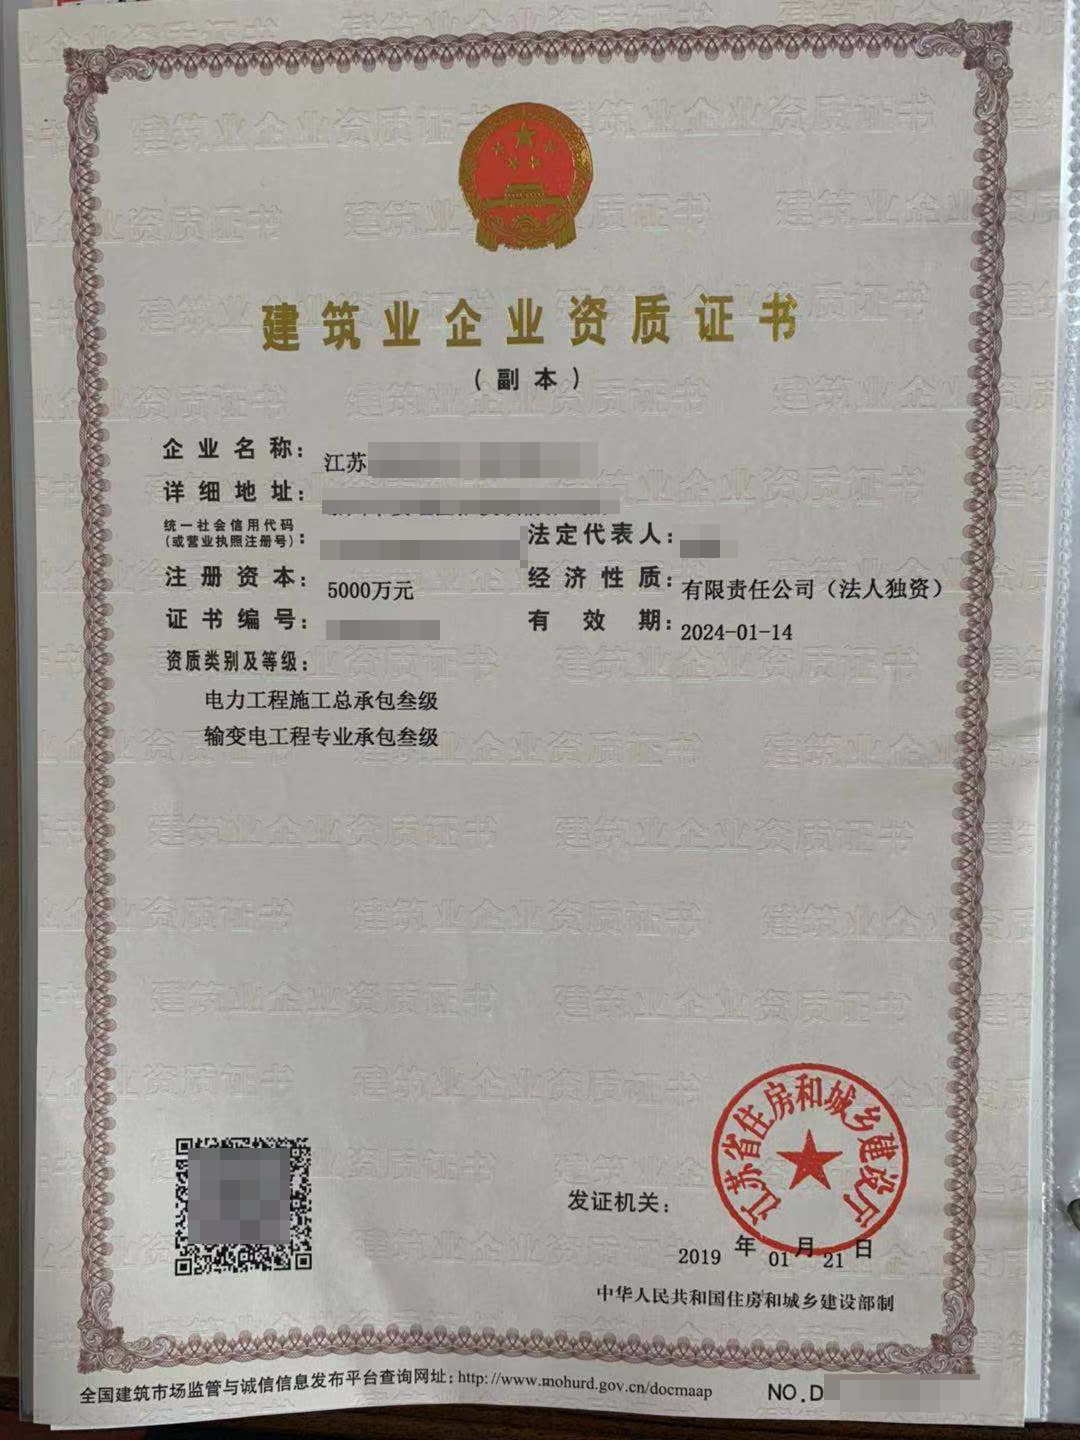 建筑业企业资质证书
（副本）
企业名称：江苏
详细地址：
统一社会信用代码
（或营业执照注册号）：
法定代表人：
注册资本：5000万元
经济性质：有限责任公司（法人独资）
证书编号：
有效期：2024-01-14
资质类别及等级：
电力工程施工总承包叁级
输变电工程专业承包叁级
江苏省住房和城乡建设厅
发证机关：
2019 年 01 月 21 日
中华人民共和国住房和城乡建设部制
全国建筑市场监管与诚信信息发布平台查询网址：http://www.mohurd.gov.cn/docmaap
NO.D